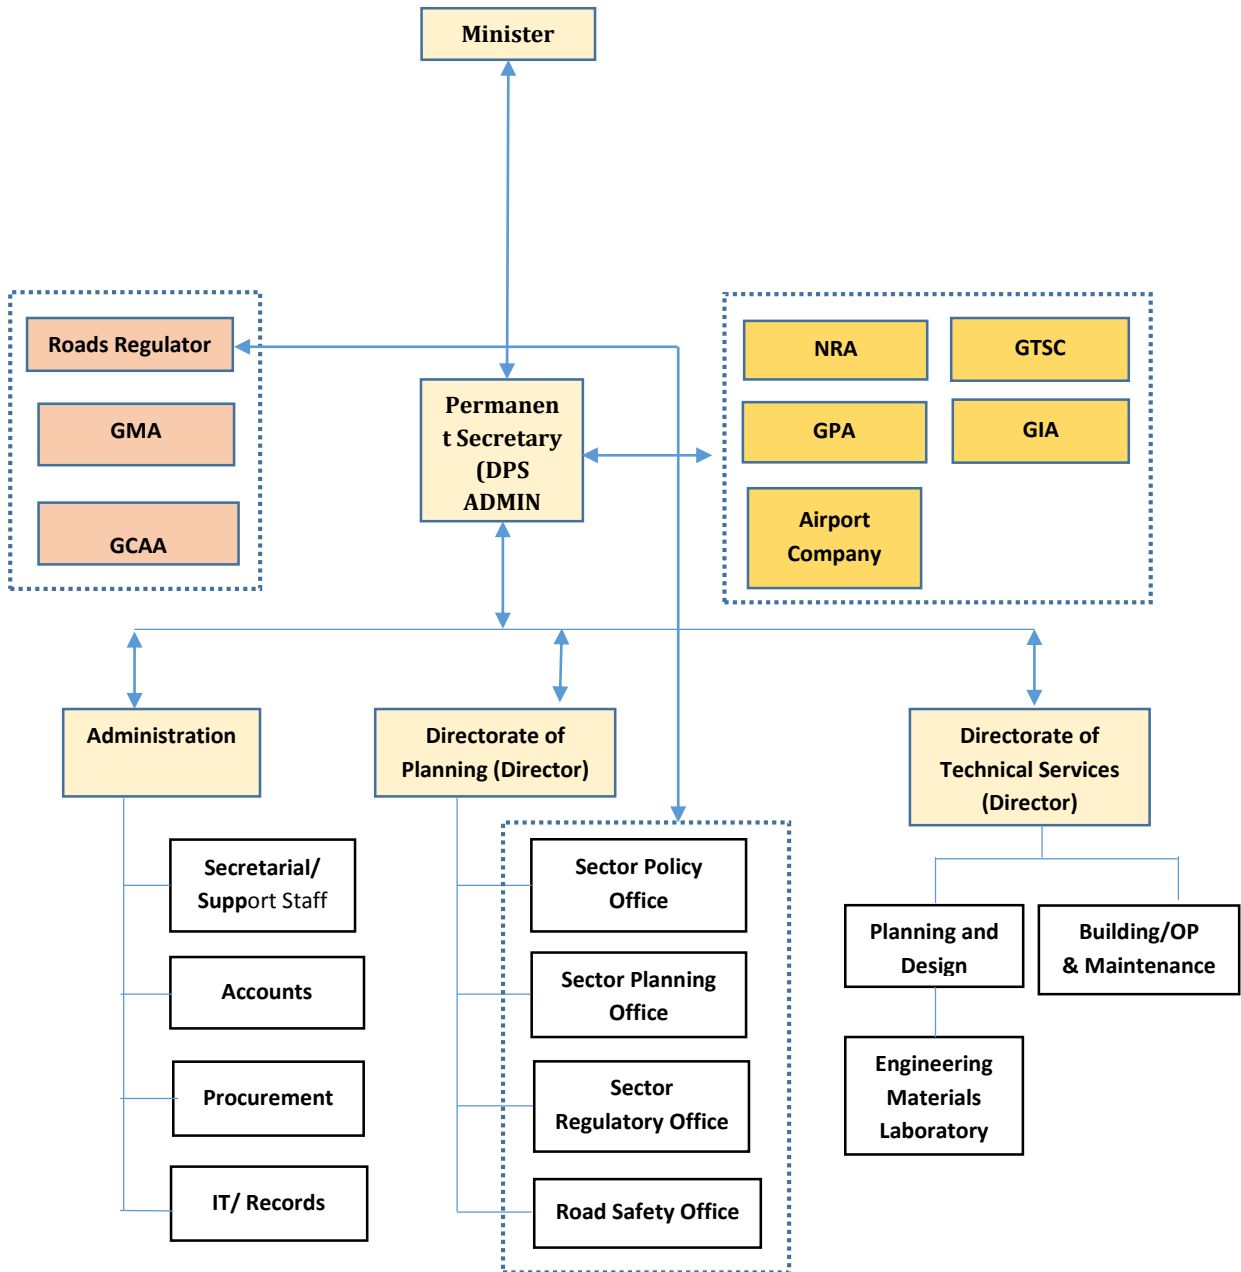 Minister
Roads Regulator
GMA
GCAA
Permanen
t Secretary
(DPS
ADMIN
NRA
GTSC
GPA
GIA
Airport
Company
Administration
Directorate of
Planning (Director)
Directorate of
Technical Services
(Director)
Secretarial/
Support Staff
Accounts
Procurement
IT/ Records
Sector Policy
Office
Sector Planning
Office
Sector
Regulatory Office
Road Safety Office
Planning and
Design
Building/OP
& Maintenance
Engineering
Materials
Laboratory